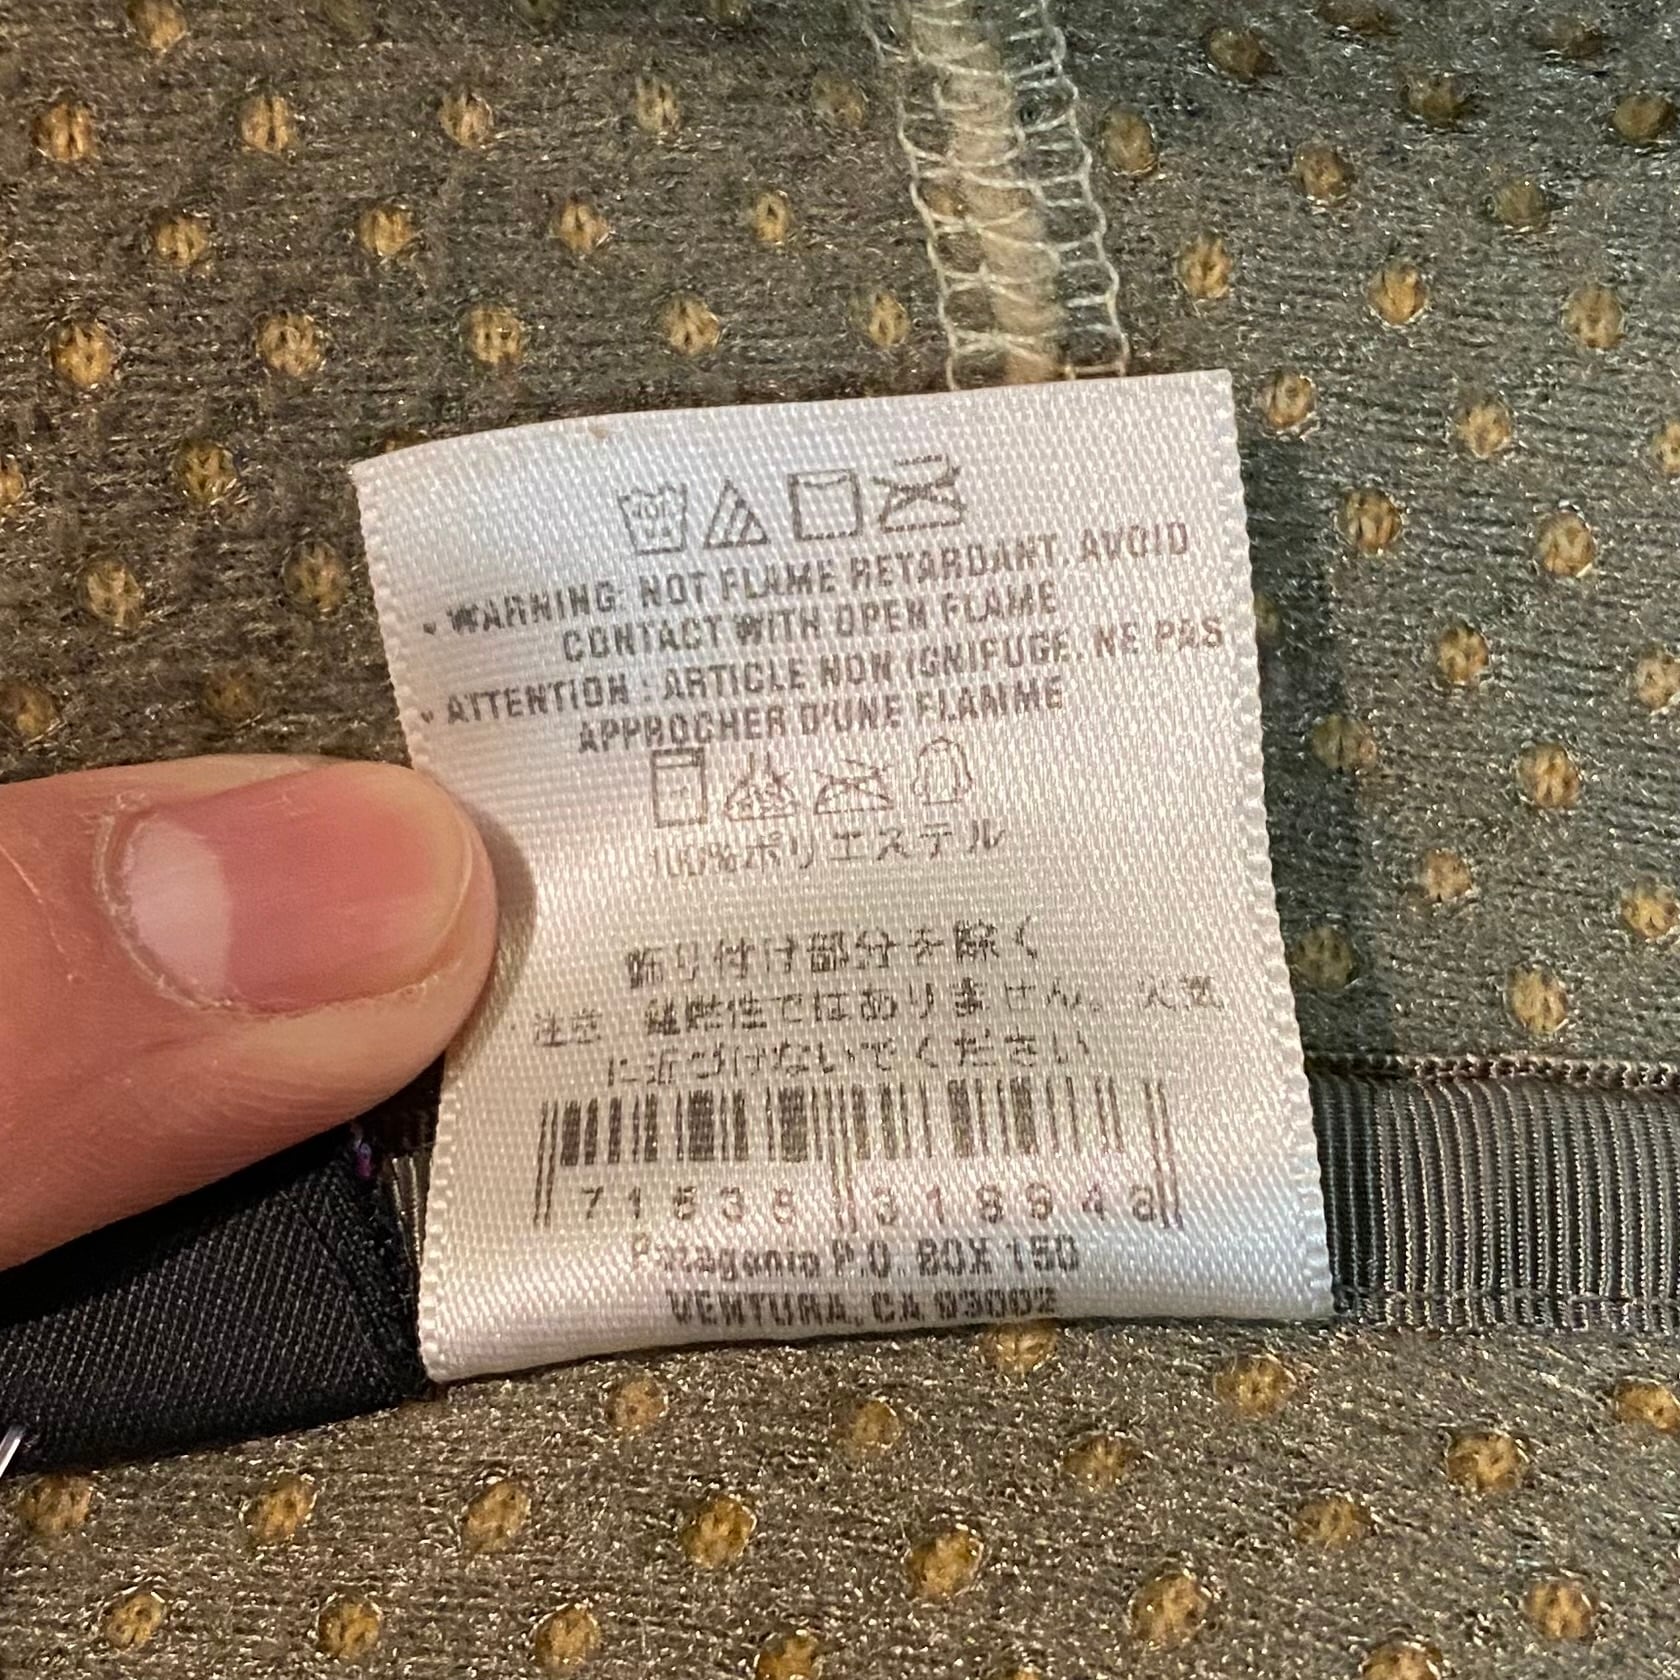 • WARNING: NOT FLAME RETARDANT. AVOID
CONTACT WITH OPEN FLAME
• ATTENTION : ARTICLE NON IGNIFUGE. NE PAS
APPROCHER D'UNE FLAMME
100%ポリエステル
飾り付け部分を除く
・注意: 難燃性ではありません。火気
に近づけないでください
Patagonia P.O. BOX 150
VENTURA, CA 93002